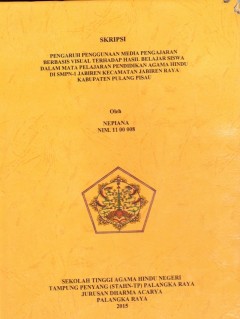 SKRIPSI
PENGARUH PENGGUNAAN MEDIA PENGAJARAN
BERBASIS VISUAL TERHADAP HASIL BELAJAR SISWA
DALAM MATA PELAJARAN PENDIDIKAN AGAMA HINDU
DI SMPN-1 JABIREN KECAMATAN JABIREN RAYA
KABUPATEN PULANG PISAU
Oleh
NEPIANA
NIM. 11 00 008
SEKOLAH TINGGI AGAMA HINDU NEGERI
TAMPUNG PENYANG (STAHN-TP) PALANGKA RAYA
JURUSAN DHARMA ACARYA
PALANGKA RAYA
2015